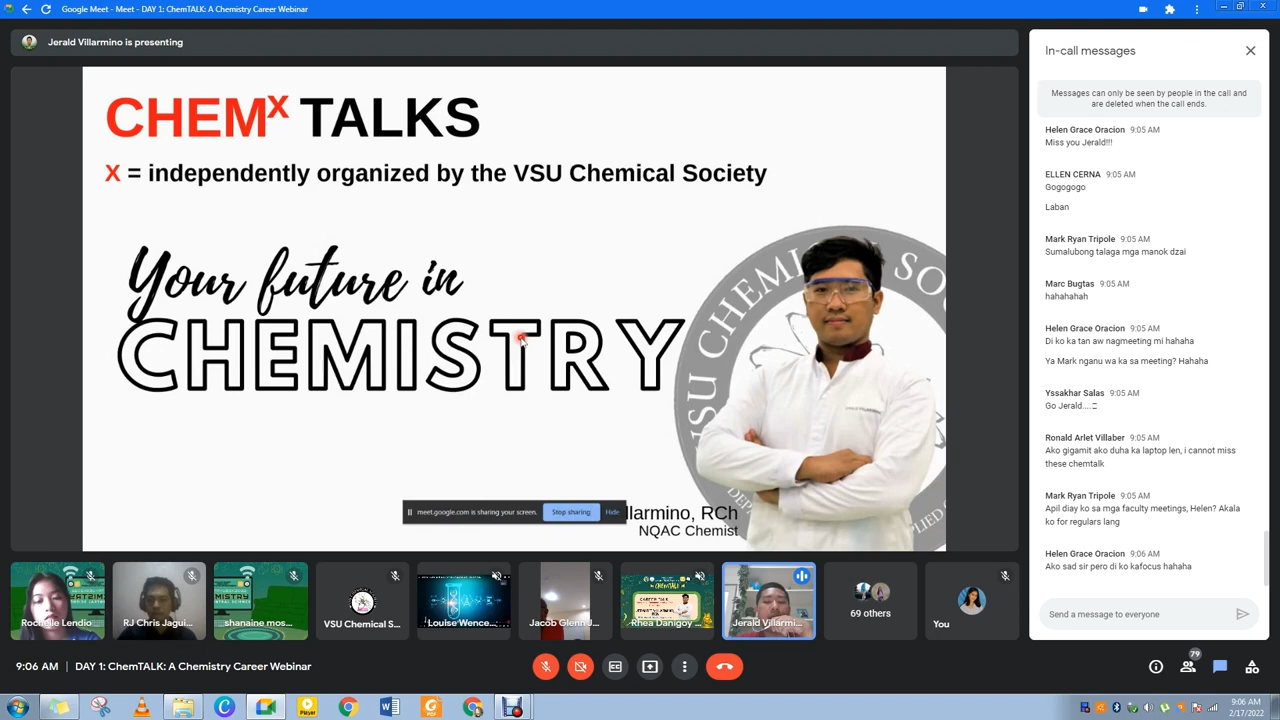 Google Meet - Meet - DAY 1: ChemTALK: A Chemistry Career Webinar
Jerald Villarmino is presenting
CHEMX TALKS
X = independently organized by the VSU Chemical Society
Your future in
CHEMISTRY
VSU CHEMI
SO
meet.google.com is sharing your screen.
Stop sharing
Hide
llarmino, RCh
NQAC Chemist
Rochelle Lendio
RJ Chris Jagui...
shanaine mos...
VSU Chemical S...
Louise Wence...
Jacob Glenn J...
Rhea Danigoy ...
Jerald Villarmi...
69 others
You
9:06 AM | DAY 1: ChemTALK: A Chemistry Career Webinar
In-call messages
Messages can only be seen by people in the call and
are deleted when the call ends.
Helen Grace Oracion 9:05 AM
Miss you Jerald!!!
ELLEN CERNA 9:05 AM
Gogogogo
Laban
Mark Ryan Tripole 9:05 AM
Sumalubong talaga mga manok dzai
Marc Bugtas 9:05 AM
hahahahah
Helen Grace Oracion 9:05 AM
Di ko ka tan aw nagmeeting mi hahaha
Ya Mark nganu wa ka sa meeting? Hahaha
Yssakhar Salas 9:05 AM
Go Jerald....
Ronald Arlet Villaber 9:05 AM
Ako gigamit ako duha ka laptop len, i cannot miss
these chemtalk
Mark Ryan Tripole 9:05 AM
Apil diay ko sa mga faculty meetings, Helen? Akala
ko for regulars lang
Helen Grace Oracion 9:06 AM
Ako sad sir pero di ko kafocus hahaha
Send a message to everyone
79
9:06 AM
2/17/2022